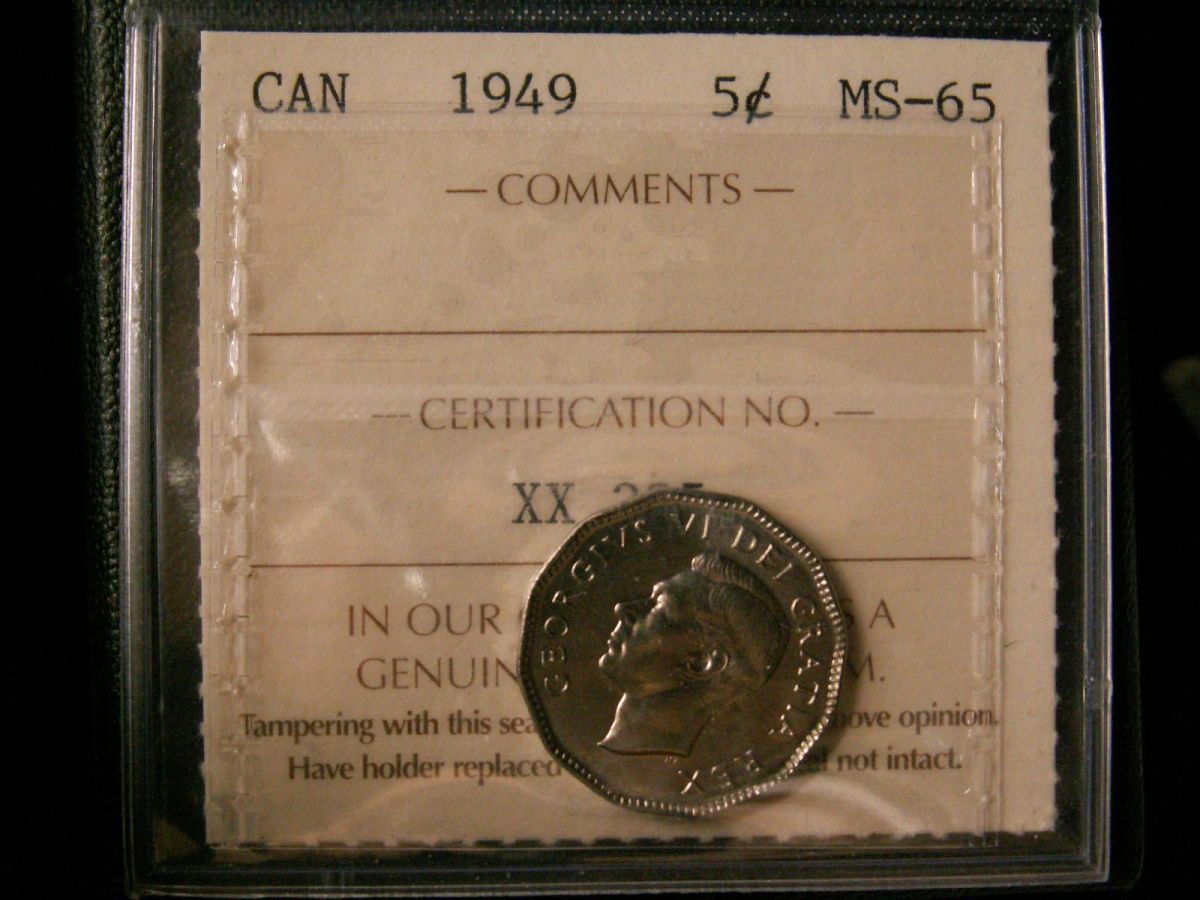 CAN 1949 5¢ MS-65
— COMMENTS —
--- CERTIFICATION NO. —
XX
GEORGIVS VI DEI GRATIA REX
IN OUR A
GENUIN M.
Tampering with this sea ove opinion.
Have holder replaced not intact.